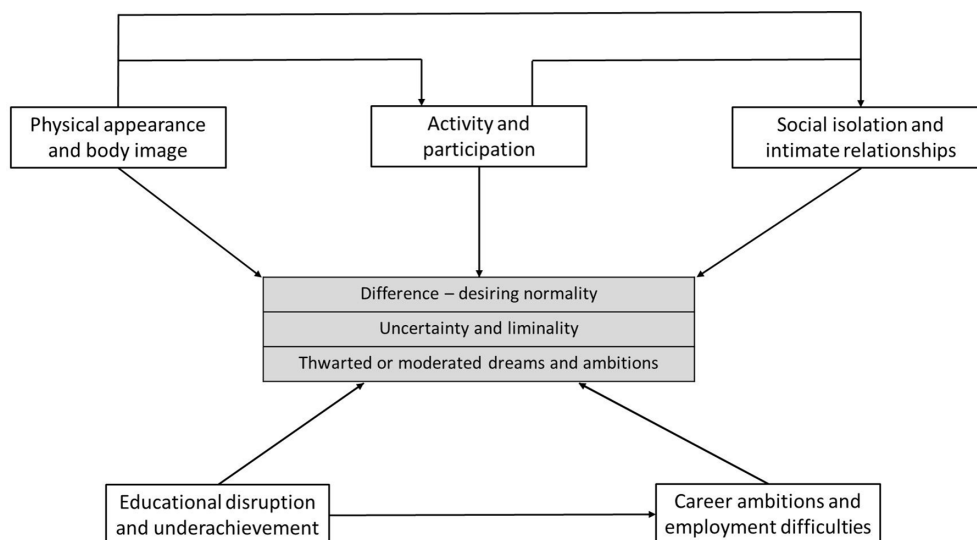 Physical appearance
and body image
Activity and
participation
Social isolation and
intimate relationships
Difference – desiring normality
Uncertainty and liminality
Thwarted or moderated dreams and ambitions
Educational disruption
and underachievement
Career ambitions and
employment difficulties